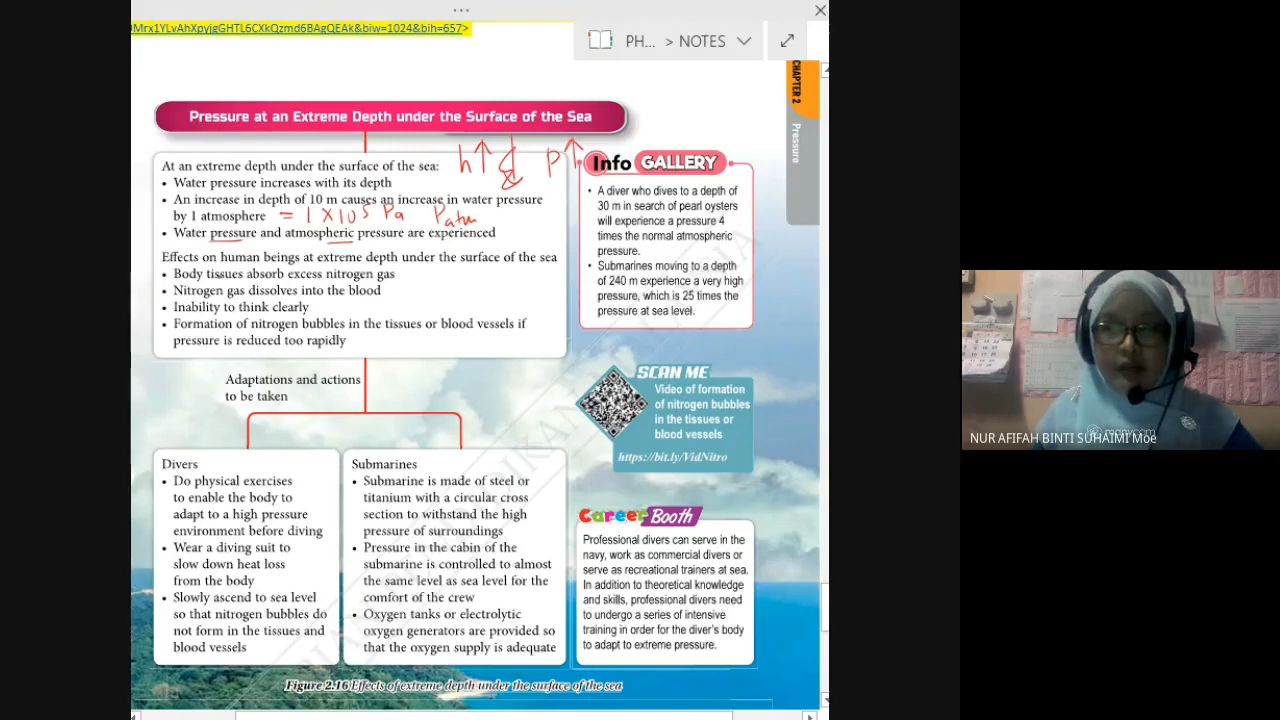 Mrx1YLvAhXpyjgGHTL6CXkQzmd6BAgQEAk&biw=1024&bih=657>
PH... > NOTES
CHAPTER 2
Pressure
Pressure at an Extreme Depth under the Surface of the Sea
h↑ d p↑
At an extreme depth under the surface of the sea:
• Water pressure increases with its depth
• An increase in depth of 10 m causes an increase in water pressure
by 1 atmosphere = 1 × 10^5 Pa Patm
• Water pressure and atmospheric pressure are experienced
Effects on human beings at extreme depth under the surface of the sea
• Body tissues absorb excess nitrogen gas
• Nitrogen gas dissolves into the blood
• Inability to think clearly
• Formation of nitrogen bubbles in the tissues or blood vessels if
pressure is reduced too rapidly
Info GALLERY
• A diver who dives to a depth of
30 m in search of pearl oysters
will experience a pressure 4
times the normal atmospheric
pressure.
• Submarines moving to a depth
of 240 m experience a very high
pressure, which is 25 times the
pressure at sea level.
Adaptations and actions
to be taken
SCAN ME
Video of formation
of nitrogen bubbles
in the tissues or
blood vessels
https://bit.ly/VidNitro
Divers
• Do physical exercises
to enable the body to
adapt to a high pressure
environment before diving
• Wear a diving suit to
slow down heat loss
from the body
• Slowly ascend to sea level
so that nitrogen bubbles do
not form in the tissues and
blood vessels
Submarines
• Submarine is made of steel or
titanium with a circular cross
section to withstand the high
pressure of surroundings
• Pressure in the cabin of the
submarine is controlled to almost
the same level as sea level for the
comfort of the crew
• Oxygen tanks or electrolytic
oxygen generators are provided so
that the oxygen supply is adequate
Career Booth
Professional divers can serve in the
navy, work as commercial divers or
serve as recreational trainers at sea.
In addition to theoretical knowledge
and skills, professional divers need
to undergo a series of intensive
training in order for the diver's body
to adapt to extreme pressure.
Figure 2.16 Effects of extreme depth under the surface of the sea
NUR AFIFAH BINTI SUHAIMI Moe